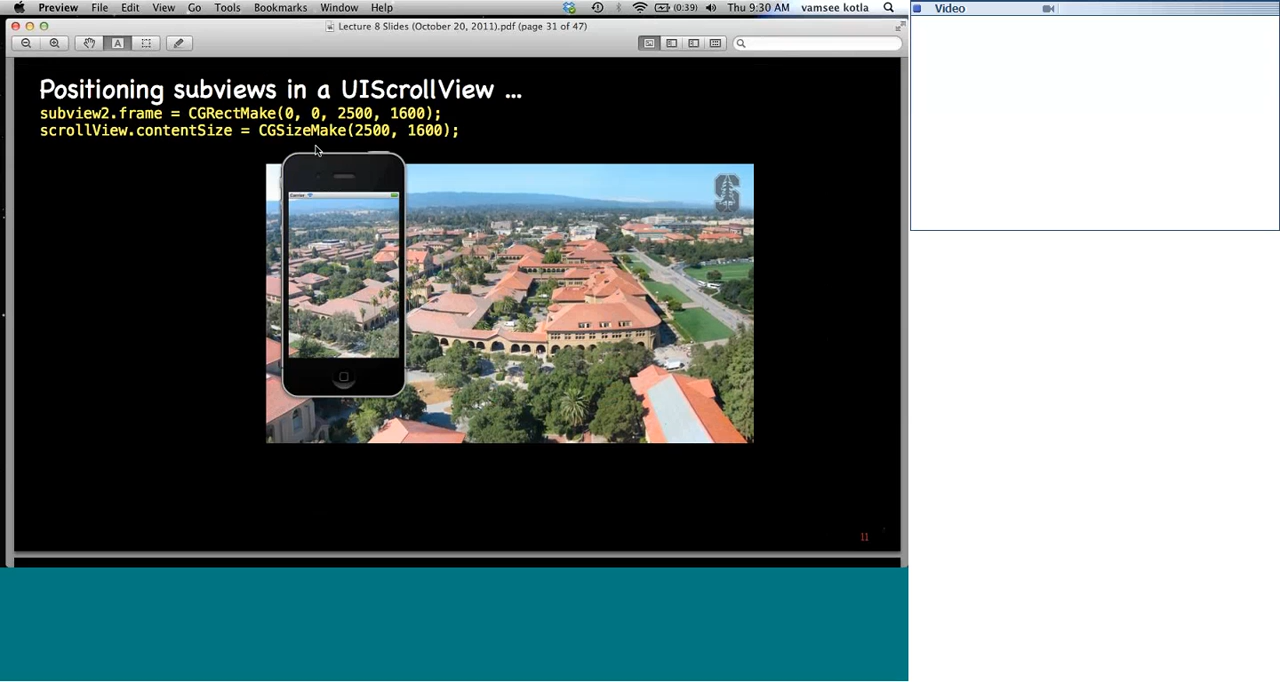 Preview File Edit View Go Tools Bookmarks Window Help (0:39) Thu 9:30 AM vamsee kotla
Video
Lecture 8 Slides (October 20, 2011).pdf (page 31 of 47)
Positioning subviews in a UIScrollView ...
subview2.frame = CGRectMake(0, 0, 2500, 1600);
scrollView.contentSize = CGSizeMake(2500, 1600);
Carrier
S
11